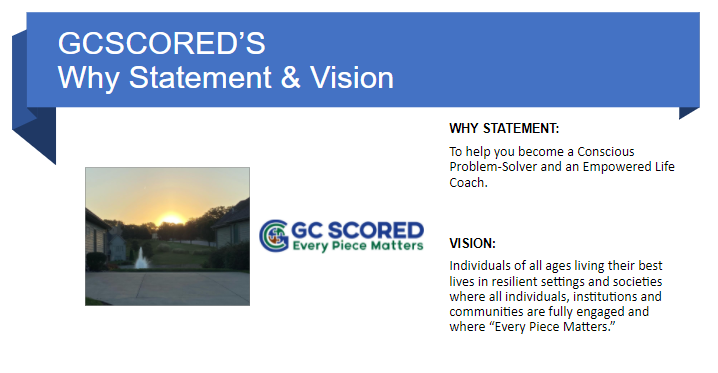 GCSCORED’S
Why Statement & Vision
WHY STATEMENT:
To help you become a Conscious
Problem-Solver and an Empowered Life
Coach.
GC SCORED
Every Piece Matters
VISION:
Individuals of all ages living their best
lives in resilient settings and societies
where all individuals, institutions and
communities are fully engaged and
where “Every Piece Matters.”